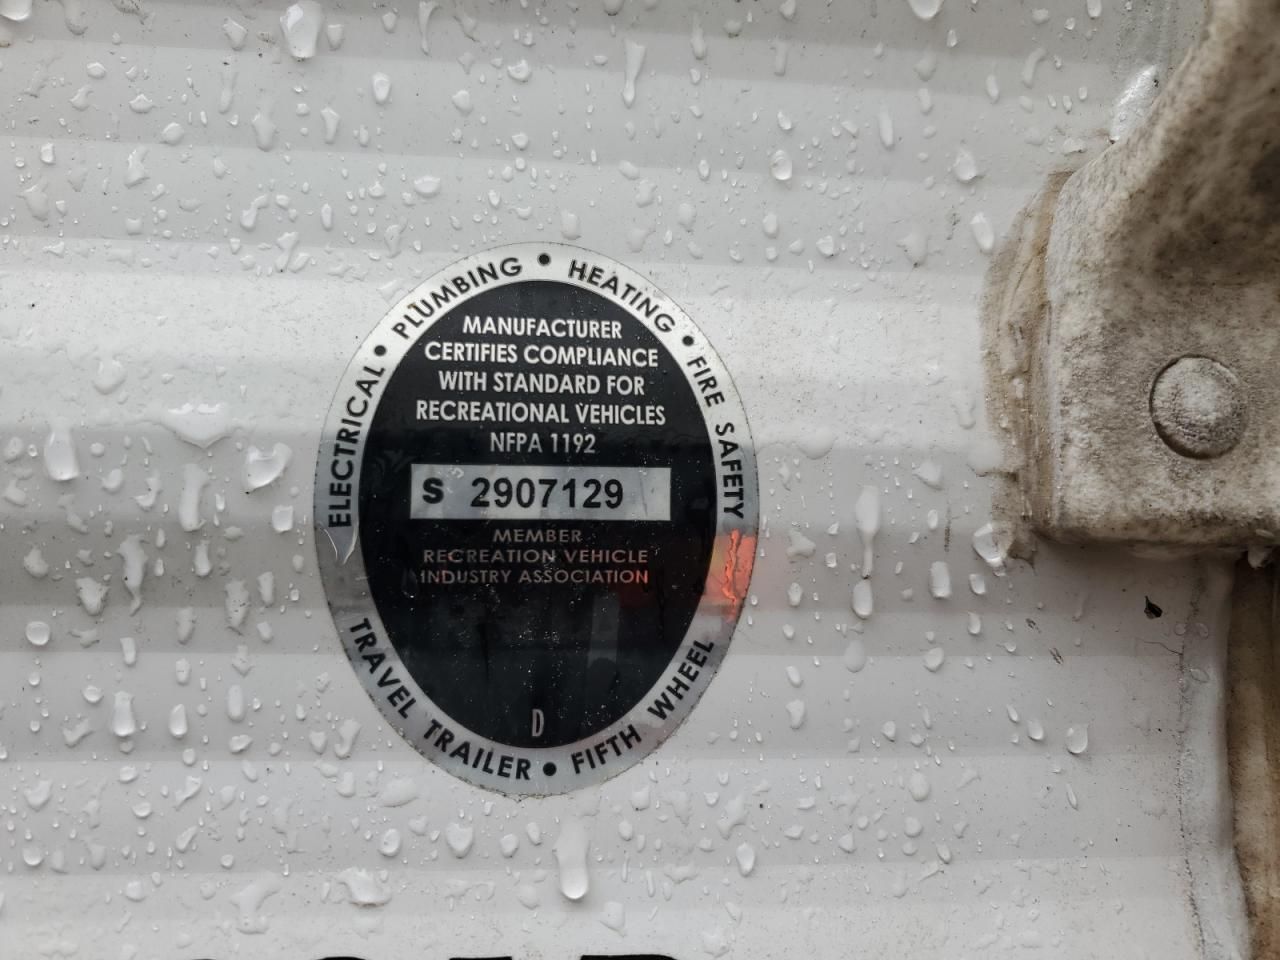 ELECTRICAL • PLUMBING • HEATING • FIRE SAFETY
MANUFACTURER
CERTIFIES COMPLIANCE
WITH STANDARD FOR
RECREATIONAL VEHICLES
NFPA 1192
S 2907129
MEMBER
RECREATION VEHICLE
INDUSTRY ASSOCIATION
D
TRAVEL TRAILER • FIFTH WHEEL